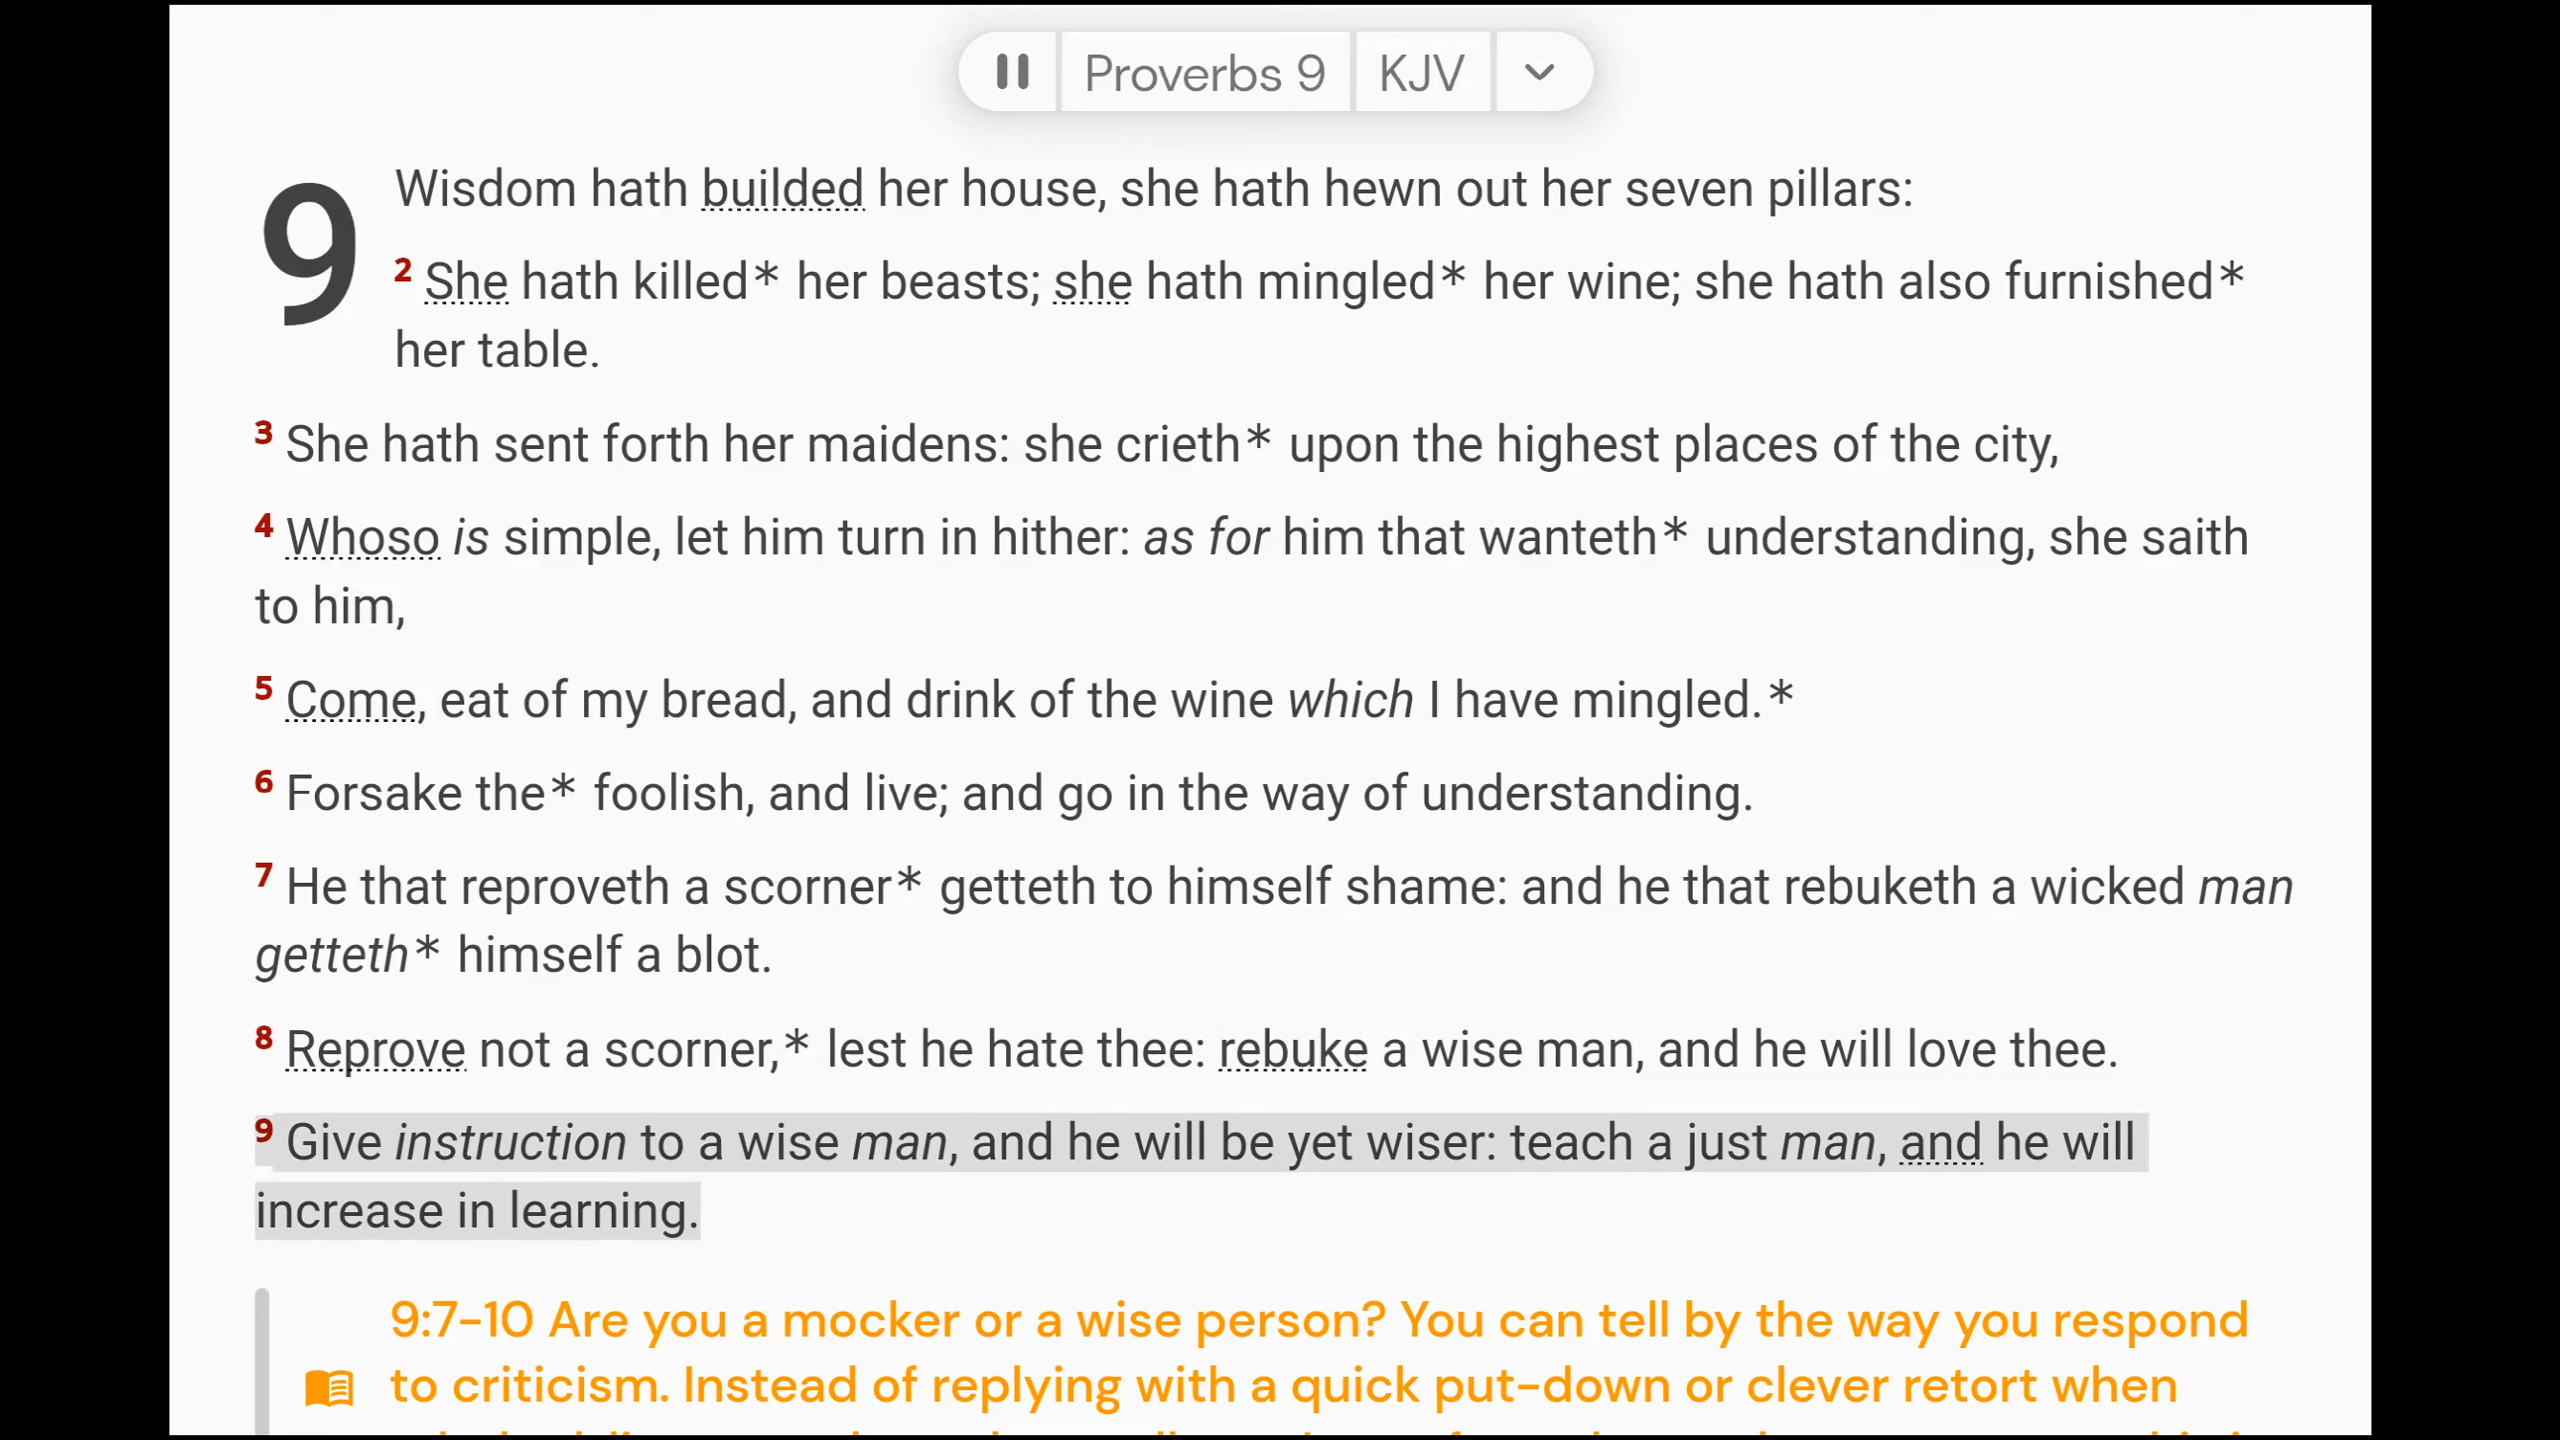 Proverbs 9 KJV
9 Wisdom hath builded her house, she hath hewn out her seven pillars:
2 She hath killed* her beasts; she hath mingled* her wine; she hath also furnished*
her table.
3 She hath sent forth her maidens: she crieth* upon the highest places of the city,
4 Whoso is simple, let him turn in hither: as for him that wanteth* understanding, she saith
to him,
5 Come, eat of my bread, and drink of the wine which I have mingled.*
6 Forsake the* foolish, and live; and go in the way of understanding.
7 He that reproveth a scorner* getteth to himself shame: and he that rebuketh a wicked man
getteth* himself a blot.
8 Reprove not a scorner,* lest he hate thee: rebuke a wise man, and he will love thee.
9 Give instruction to a wise man, and he will be yet wiser: teach a just man, and he will
increase in learning.
9:7-10 Are you a mocker or a wise person? You can tell by the way you respond
to criticism. Instead of replying with a quick put-down or clever retort when